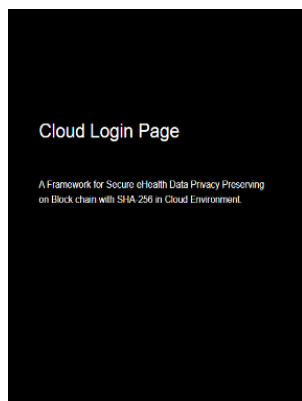 Cloud Login Page
A Framework for Secure eHealth Data Privacy Preserving
on Block chain with SHA-256 in Cloud Environment.